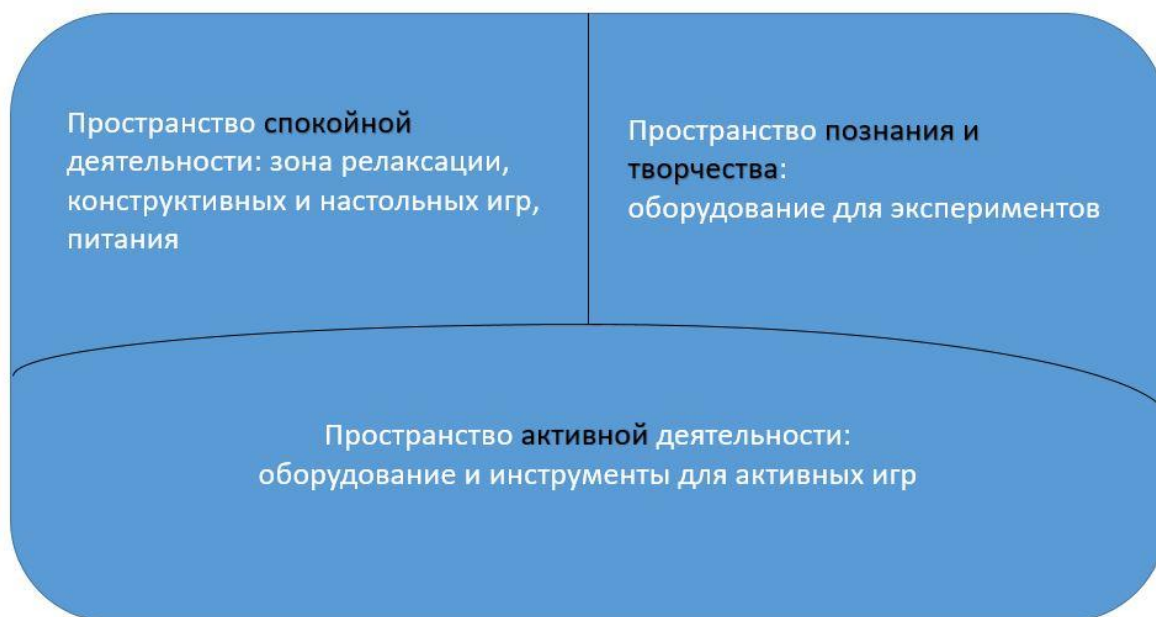 Пространство спокойной
деятельности: зона релаксации,
конструктивных и настольных игр,
питания
Пространство познания и
творчества:
оборудование для экспериментов
Пространство активной деятельности:
оборудование и инструменты для активных игр